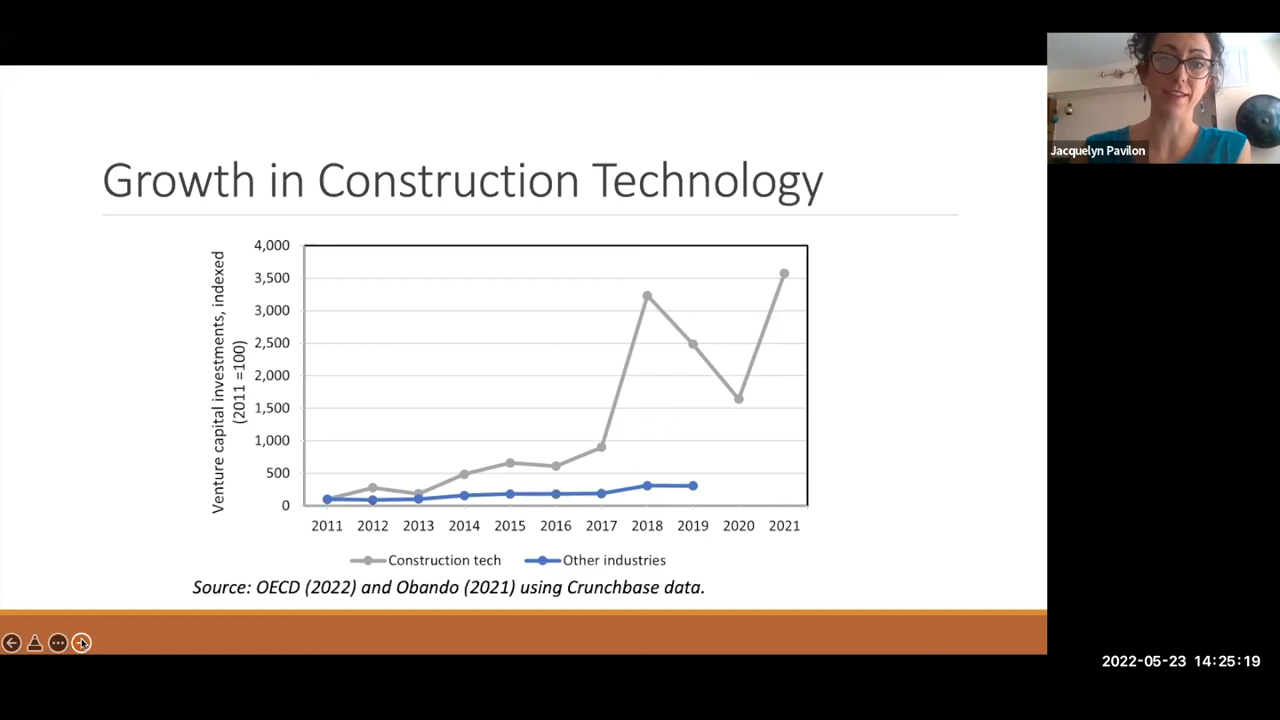 Jacquelyn Pavilon
Growth in Construction Technology
Venture capital investments, indexed
(2011 =100)
4,000
3,500
3,000
2,500
2,000
1,500
1,000
500
0
2011 2012 2013 2014 2015 2016 2017 2018 2019 2020 2021
Construction tech Other industries
Source: OECD (2022) and Obando (2021) using Crunchbase data.
2022-05-23 14:25:19